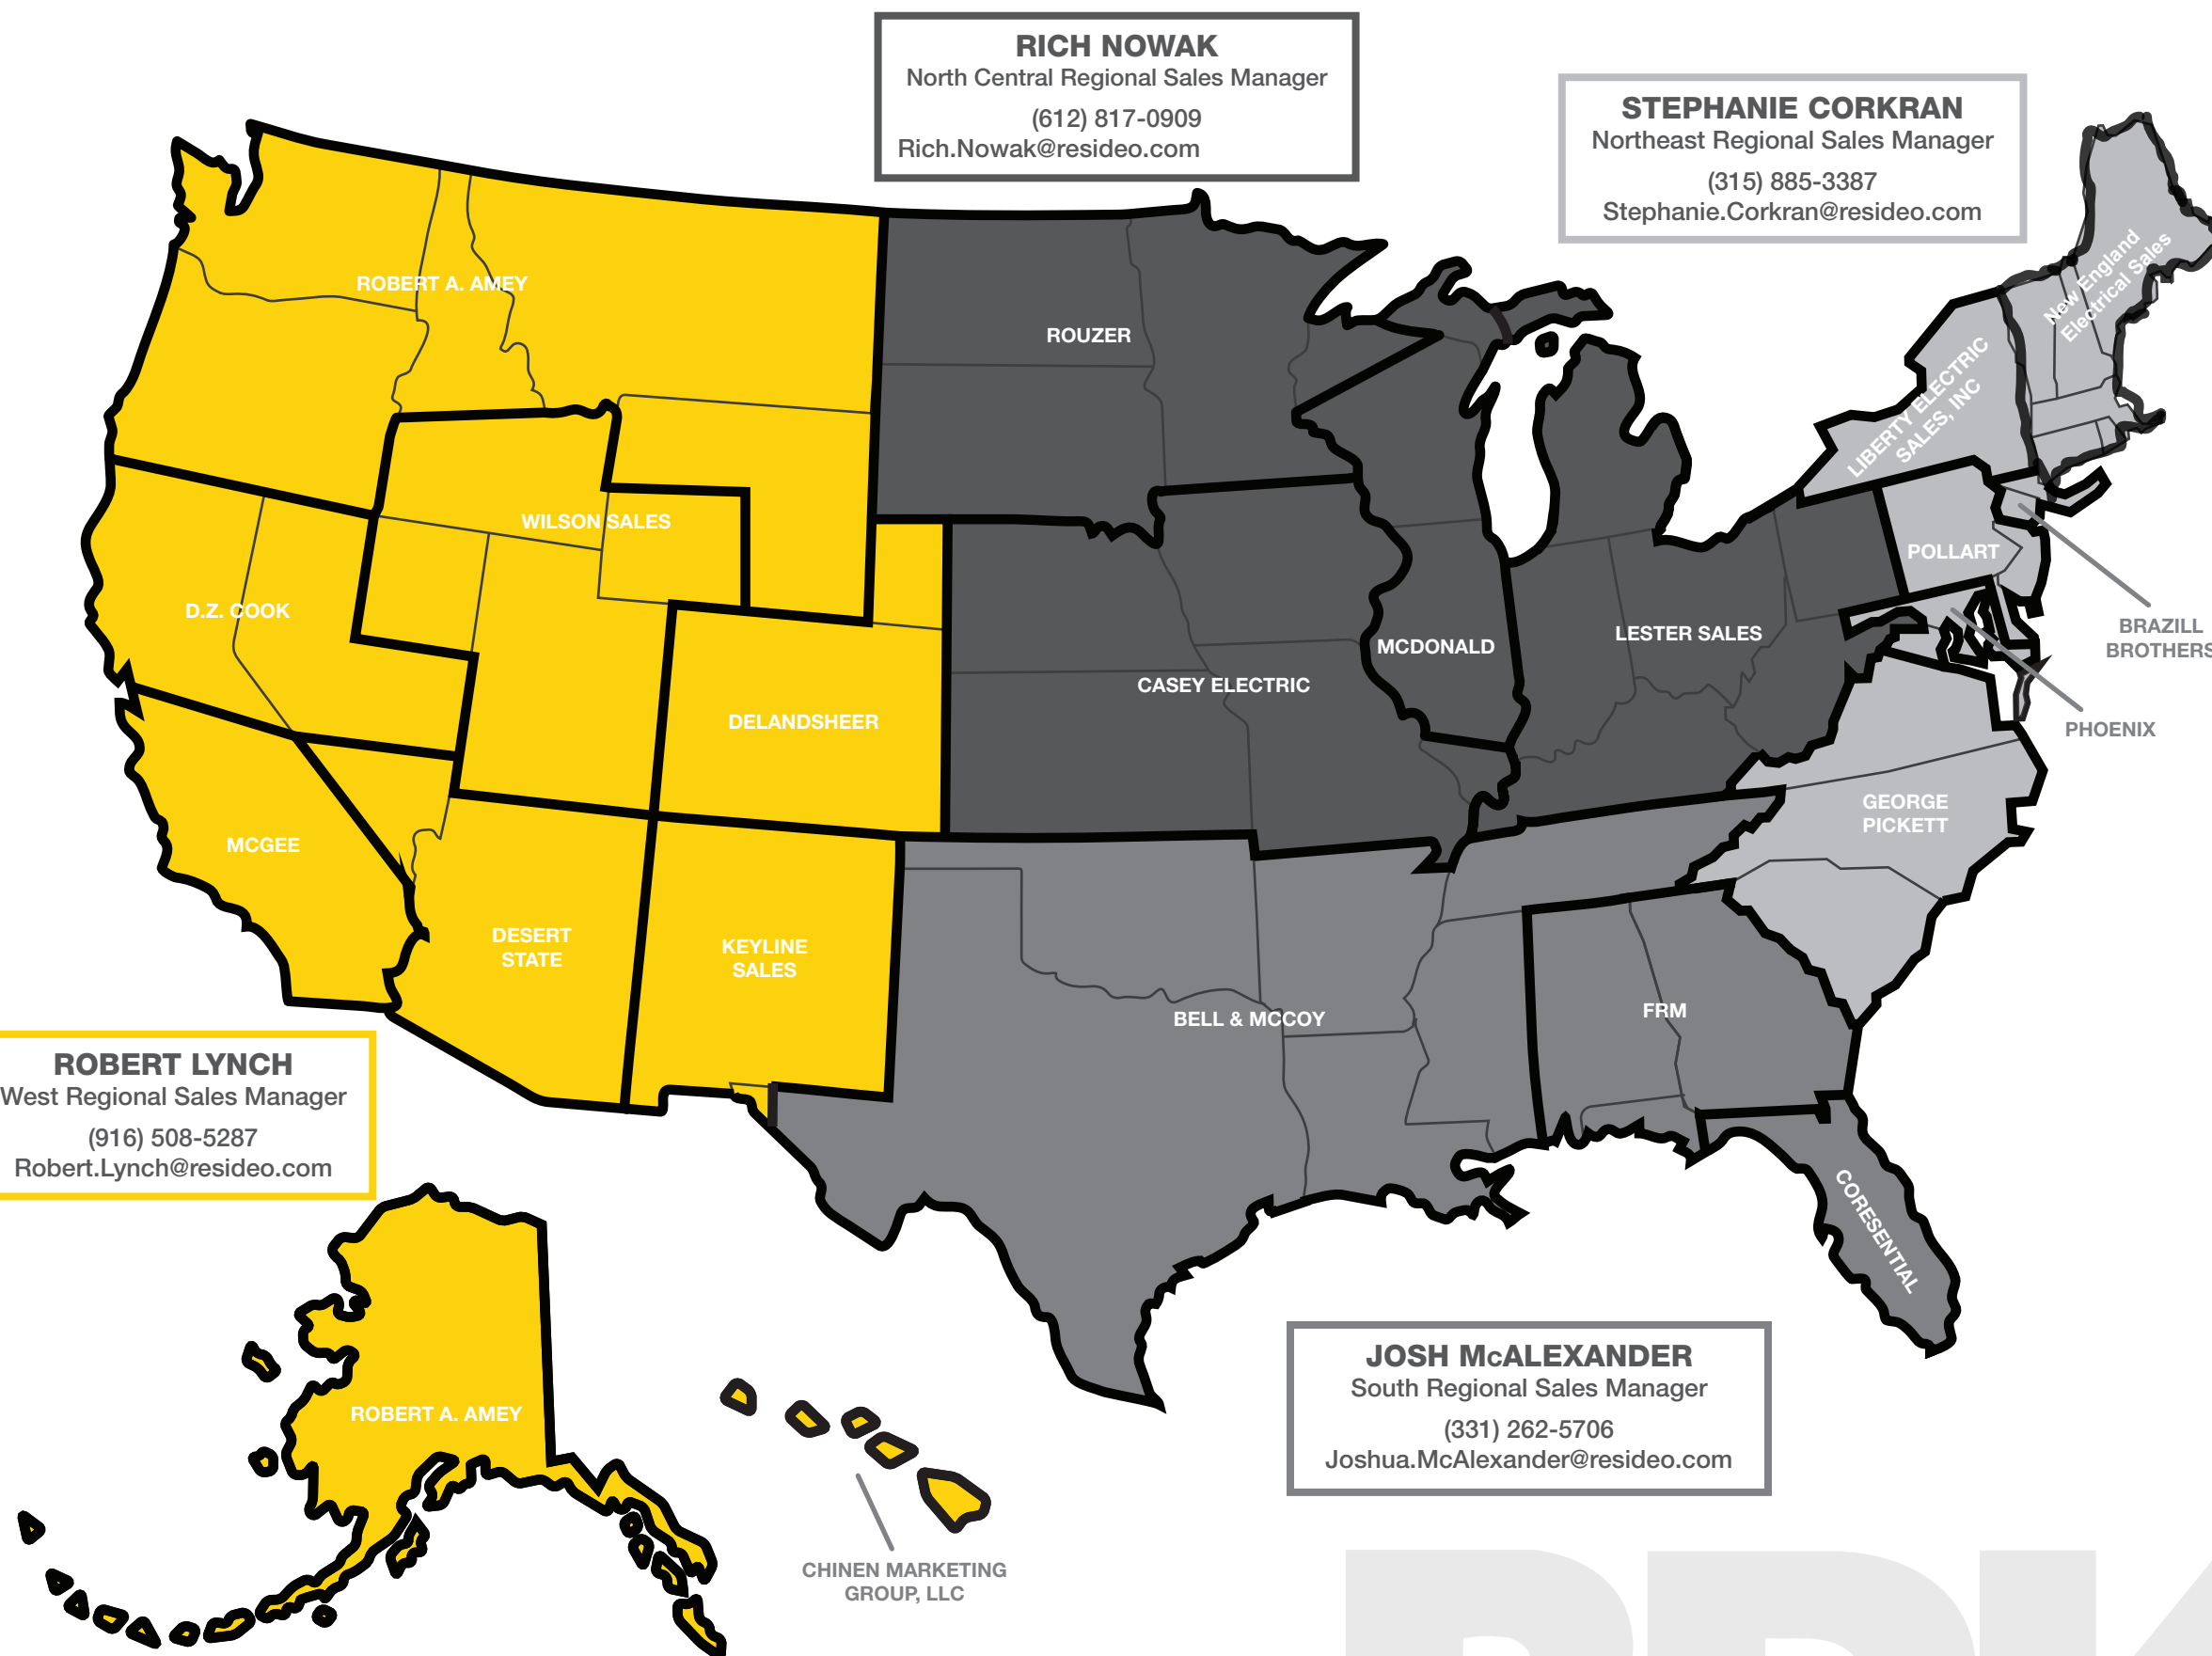 RICH NOWAK
North Central Regional Sales Manager
(612) 817-0909
Rich.Nowak@resideo.com
STEPHANIE CORKRAN
Northeast Regional Sales Manager
(315) 885-3387
Stephanie.Corkran@resideo.com
New England
Electrical Sales
ROBERT A. AMEY
ROUZER
LIBERTY ELECTRIC
SALES, INC
WILSON SALES
POLLART
D.Z. COOK
MCDONALD
LESTER SALES
BRAZILL
BROTHERS
CASEY ELECTRIC
DELANDSHEER
PHOENIX
GEORGE
PICKETT
MCGEE
DESERT
STATE
KEYLINE
SALES
BELL & MCCOY
FRM
ROBERT LYNCH
West Regional Sales Manager
(916) 508-5287
Robert.Lynch@resideo.com
CORESENTIAL
JOSH McALEXANDER
South Regional Sales Manager
(331) 262-5706
Joshua.McAlexander@resideo.com
ROBERT A. AMEY
CHINEN MARKETING
GROUP, LLC
BRK